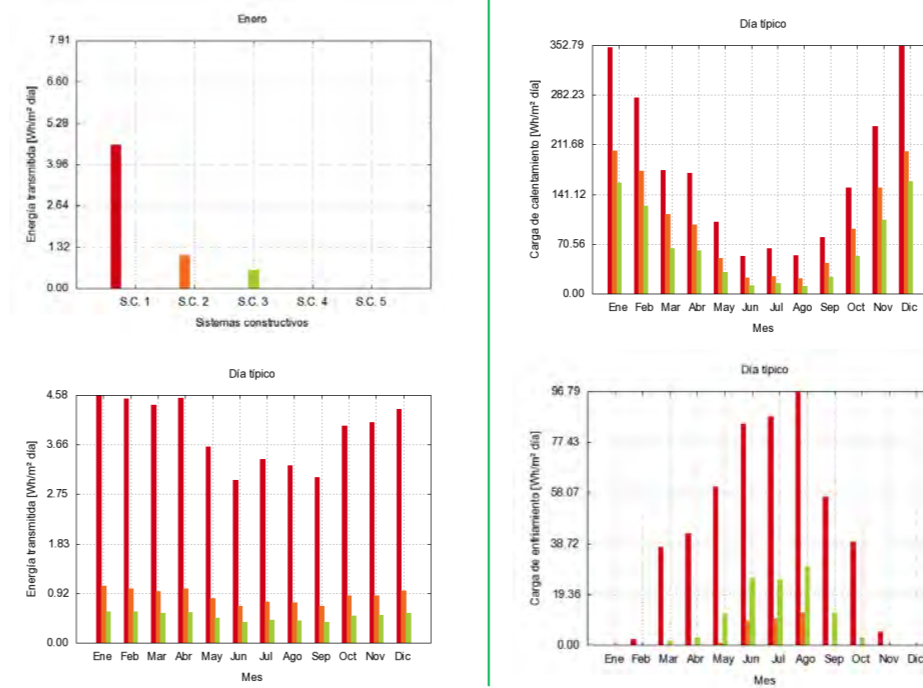 Enero
Energía transmitida [Wh/m² día]
7.91
6.60
5.28
3.96
2.64
1.32
0.00
S.C. 1 S.C. 2 S.C. 3 S.C. 4 S.C. 5
Sistemas constructivos
Día típico
Carga de calentamiento [Wh/m² día]
352.79
282.23
211.68
141.12
70.56
0.00
Ene Feb Mar Abr May Jun Jul Ago Sep Oct Nov Dic
Mes
Día típico
Energía transmitida [Wh/m² día]
4.58
3.66
2.75
1.83
0.92
0.00
Ene Feb Mar Abr May Jun Jul Ago Sep Oct Nov Dic
Mes
Día típico
Carga de enfriamiento [Wh/m² día]
96.79
77.43
58.07
38.72
19.36
0.00
Ene Feb Mar Abr May Jun Jul Ago Sep Oct Nov Dic
Mes